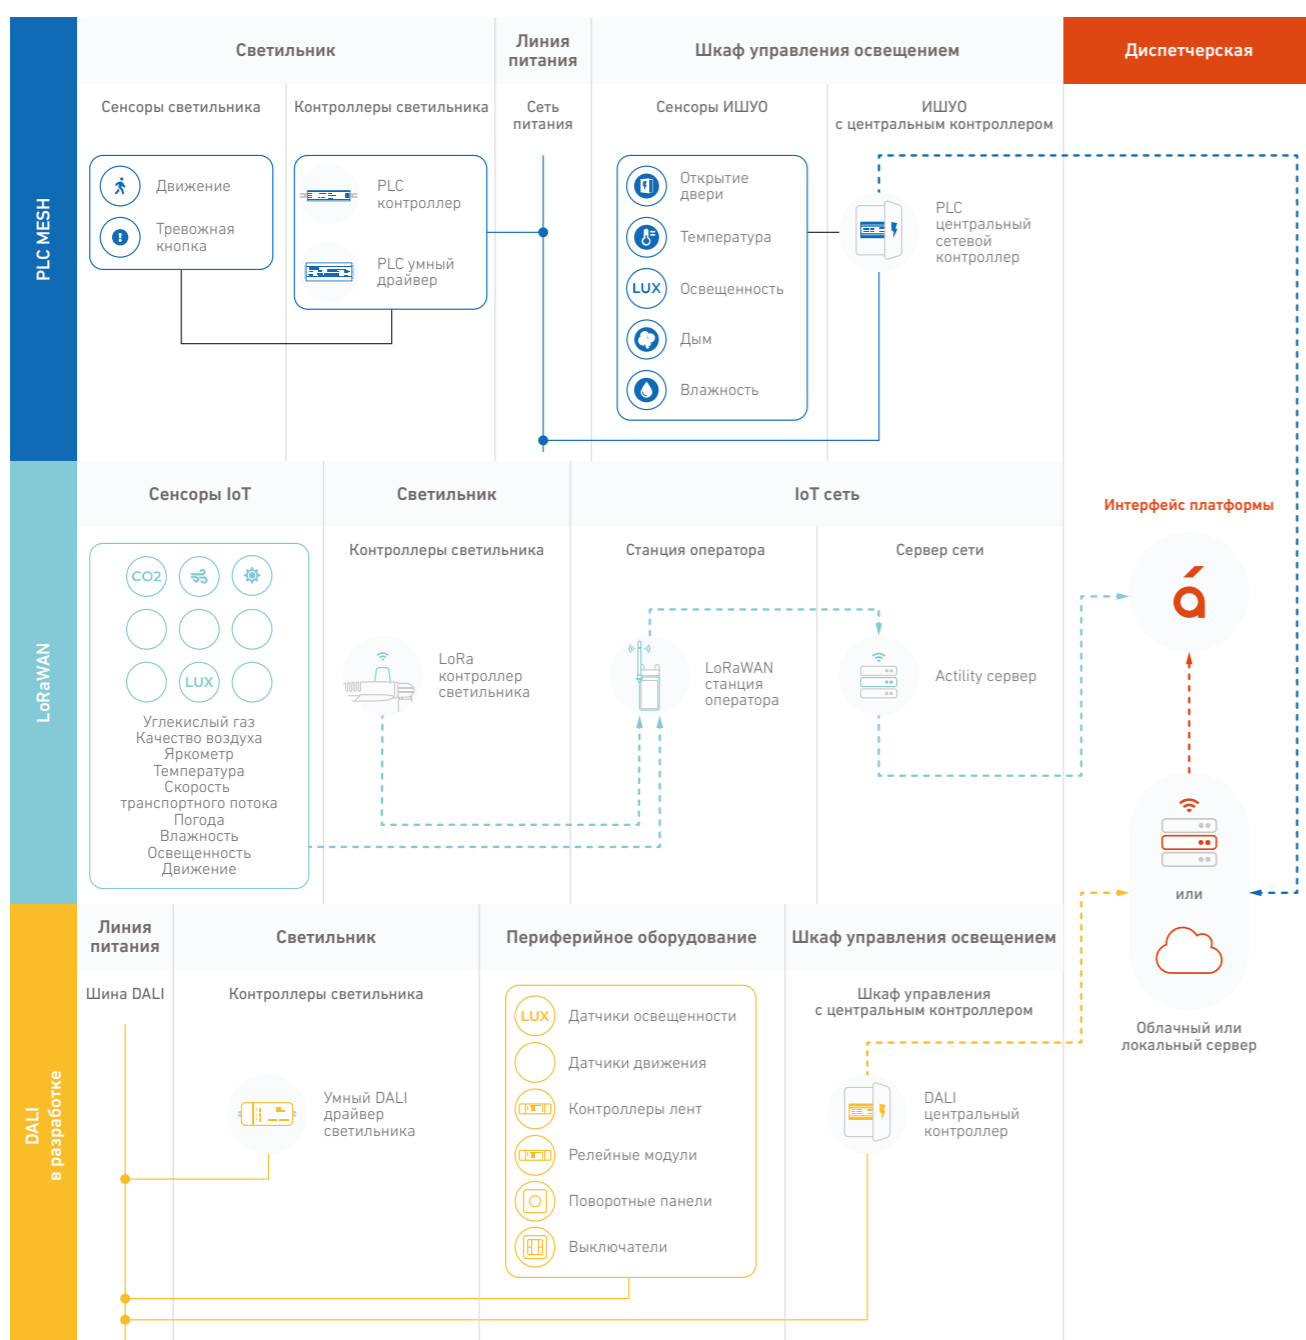 Светильник
Линия
питания
Шкаф управления освещением
Диспетчерская
PLC MESH
Сенсоры светильника
Контроллеры светильника
Сеть
питания
Сенсоры ИШУО
ИШУО
с центральным контроллером
Движение
Тревожная
кнопка
PLC
контроллер
PLC умный
драйвер
Открытие
двери
Температура
LUX
Освещенность
Дым
Влажность
PLC
центральный
сетевой
контроллер
LoRaWAN
Сенсоры IoT
Светильник
IoT сеть
Интерфейс платформы
Контроллеры светильника
Станция оператора
Сервер сети
CO2
LUX
Углекислый газ
Качество воздуха
Яркометр
Температура
Скорость
транспортного потока
Погода
Влажность
Освещенность
Движение
LoRa
контроллер
светильника
LoRaWAN
станция
оператора
Actility сервер
á
или
Облачный или
локальный сервер
DALI
в разработке
Линия
питания
Светильник
Периферийное оборудование
Шкаф управления освещением
Шина DALI
Контроллеры светильника
Шкаф управления
с центральным контроллером
Умный DALI
драйвер
светильника
LUX
Датчики освещенности
Датчики движения
Контроллеры лент
Релейные модули
Поворотные панели
Выключатели
DALI
центральный
контроллер